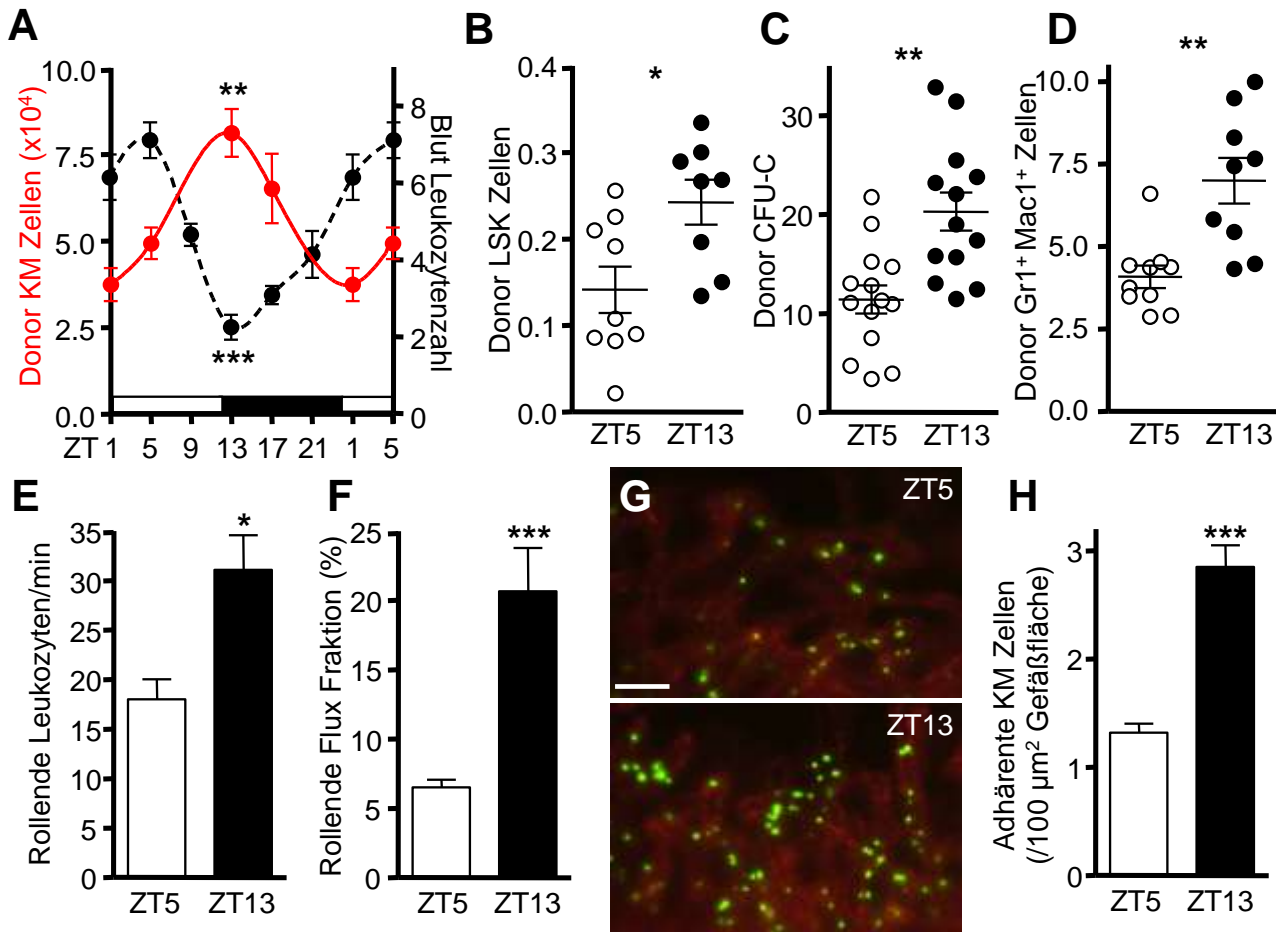 A
Donor KM Zellen (x10⁴)
10.0
7.5
5.0
2.5
0.0
**
***
8
6
4
2
0
Blut Leukozytenzahl
ZT 1 5 9 13 17 21 1 5
B
Donor LSK Zellen
*
0.4
0.3
0.2
0.1
0.0
ZT5 ZT13
C
Donor CFU-C
**
30
20
10
0
ZT5 ZT13
D
Donor Gr1⁺Mac1⁺ Zellen
**
10.0
7.5
5.0
2.5
0.0
ZT5 ZT13
E
Rollende Leukozyten/min
*
35
30
25
20
15
10
5
0
ZT5 ZT13
F
Rollende Flux Fraktion (%)
***
25
20
15
10
5
0
ZT5 ZT13
G
ZT5
ZT13
H
Adhärente KM Zellen
(/100 µm² Gefäßfläche)
***
3
2
1
0
ZT5 ZT13